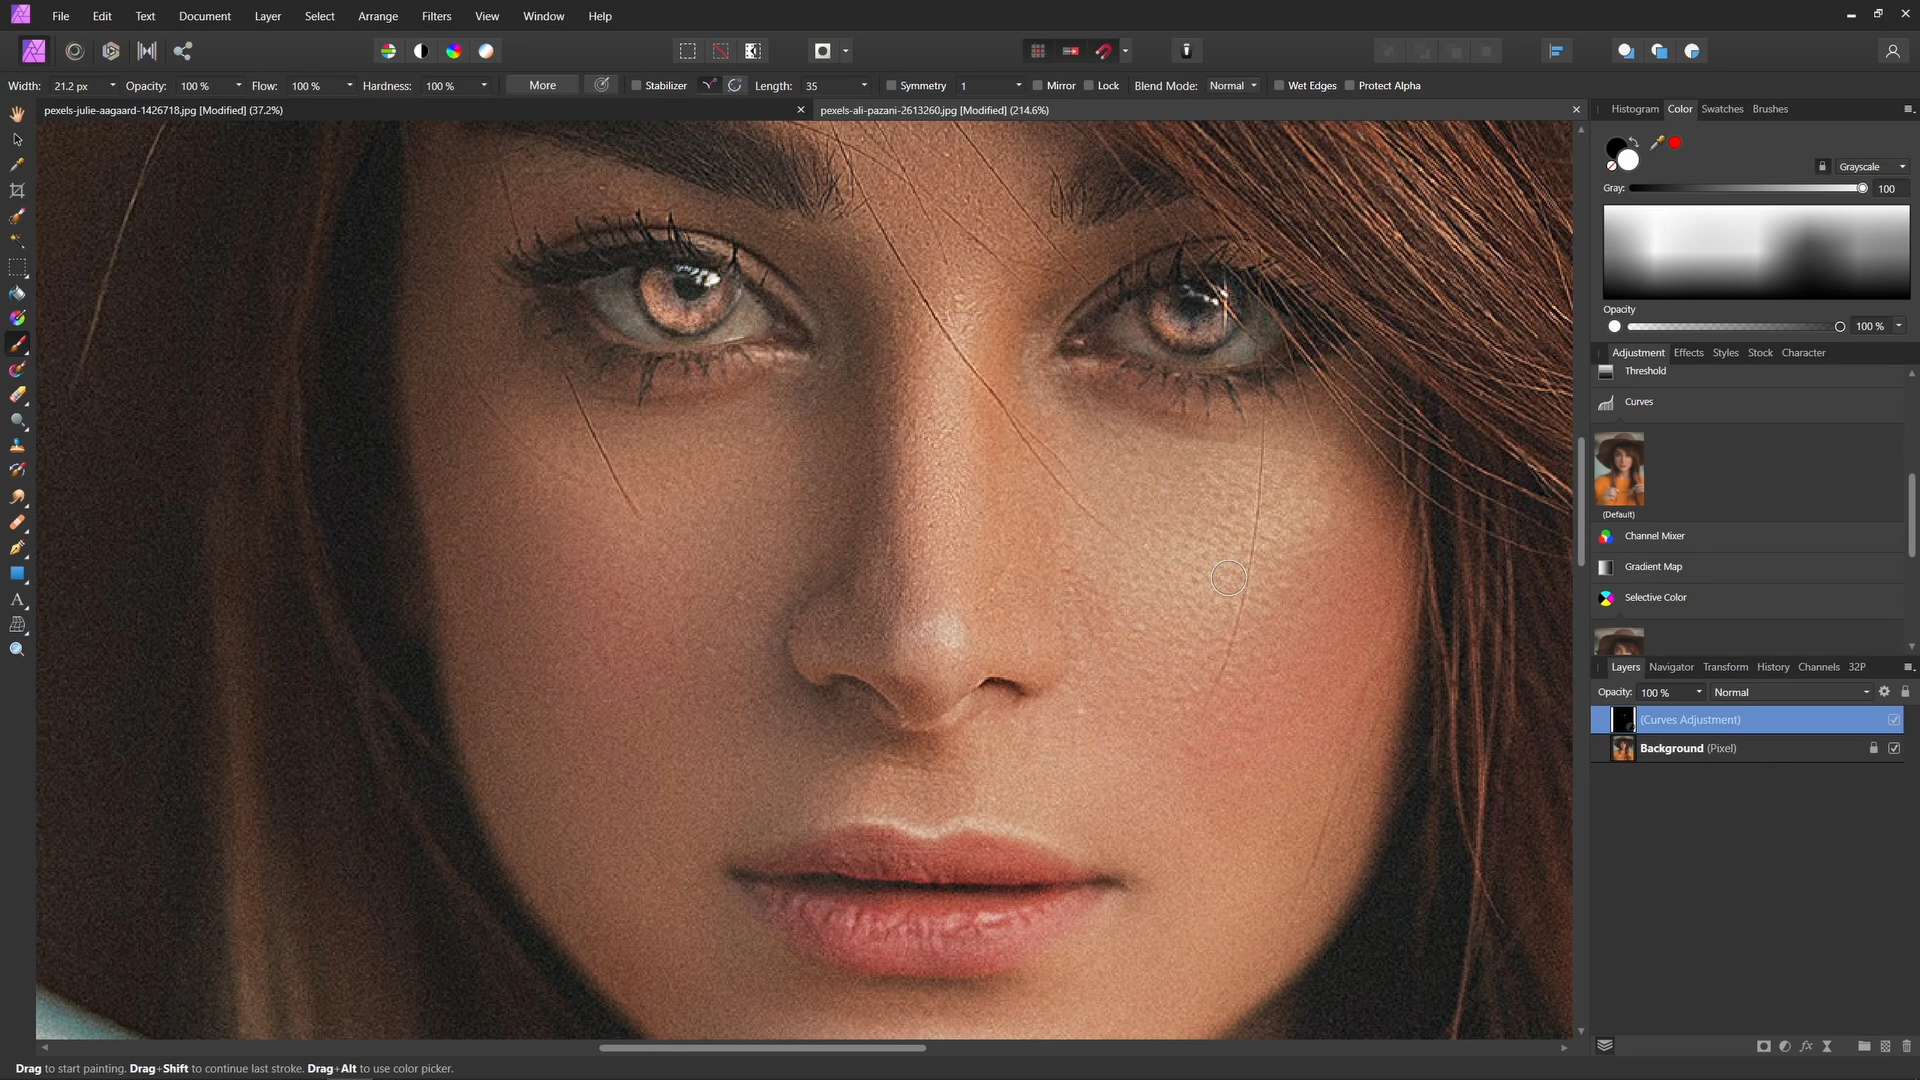 File Edit Text Document Layer Select Arrange Filters View Window Help
Width: 21.2 px Opacity: 100 % Flow: 100 % Hardness: 100 % More Stabilizer Length: 35 Symmetry 1 Mirror Lock Blend Mode: Normal Wet Edges Protect Alpha
pexels-julie-aagaard-1426718.jpg [Modified] (37.2%) pexels-ali-pazani-2613260.jpg [Modified] (214.6%)
Histogram Color Swatches Brushes
Grayscale
Gray: 100
Opacity
100 %
Adjustment Effects Styles Stock Character
Threshold
Curves
(Default)
Channel Mixer
Gradient Map
Selective Color
Layers Navigator Transform History Channels 32P
Opacity: 100 % Normal
(Curves Adjustment)
Background (Pixel)
Drag to start painting. Drag+Shift to continue last stroke. Drag+Alt to use color picker.